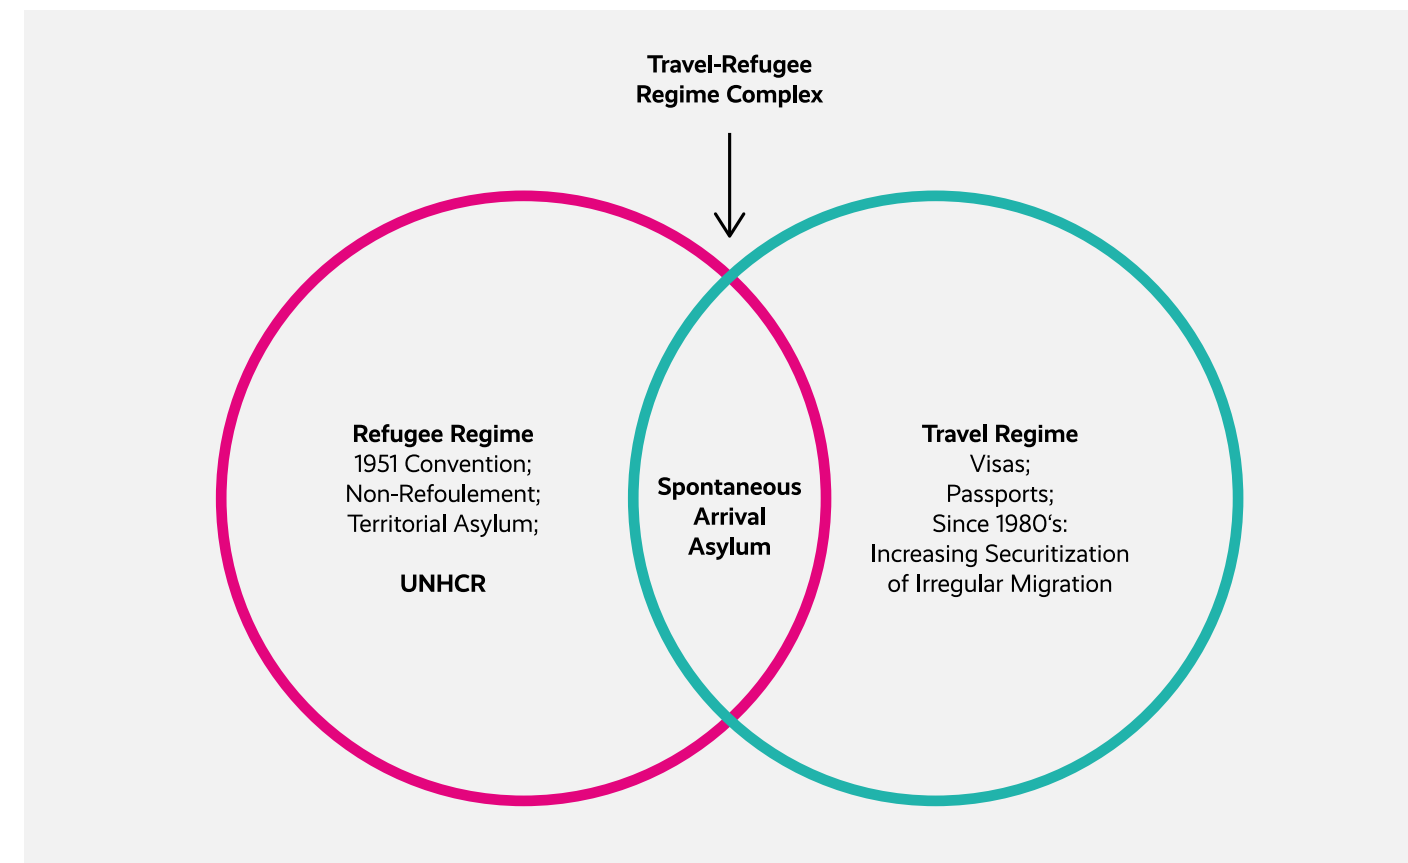 Travel-Refugee
Regime Complex
Refugee Regime
1951 Convention;
Non-Refoulement;
Territorial Asylum;
UNHCR
Spontaneous
Arrival
Asylum
Travel Regime
Visas;
Passports;
Since 1980‘s:
Increasing Securitization
of Irregular Migration